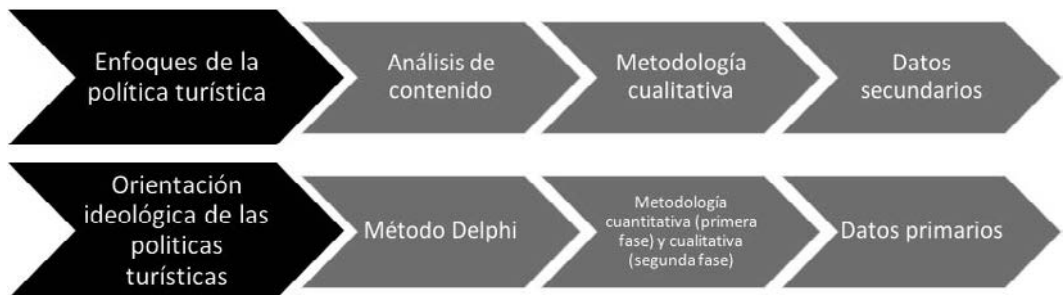 Enfoques de la
política turística
Análisis de
contenido
Metodología
cualitativa
Datos
secundarios
Orientación
ideológica de las
politicas
turísticas
Método Delphi
Metodología
cuantitativa (primera
fase) y cualitativa
(segunda fase)
Datos primarios